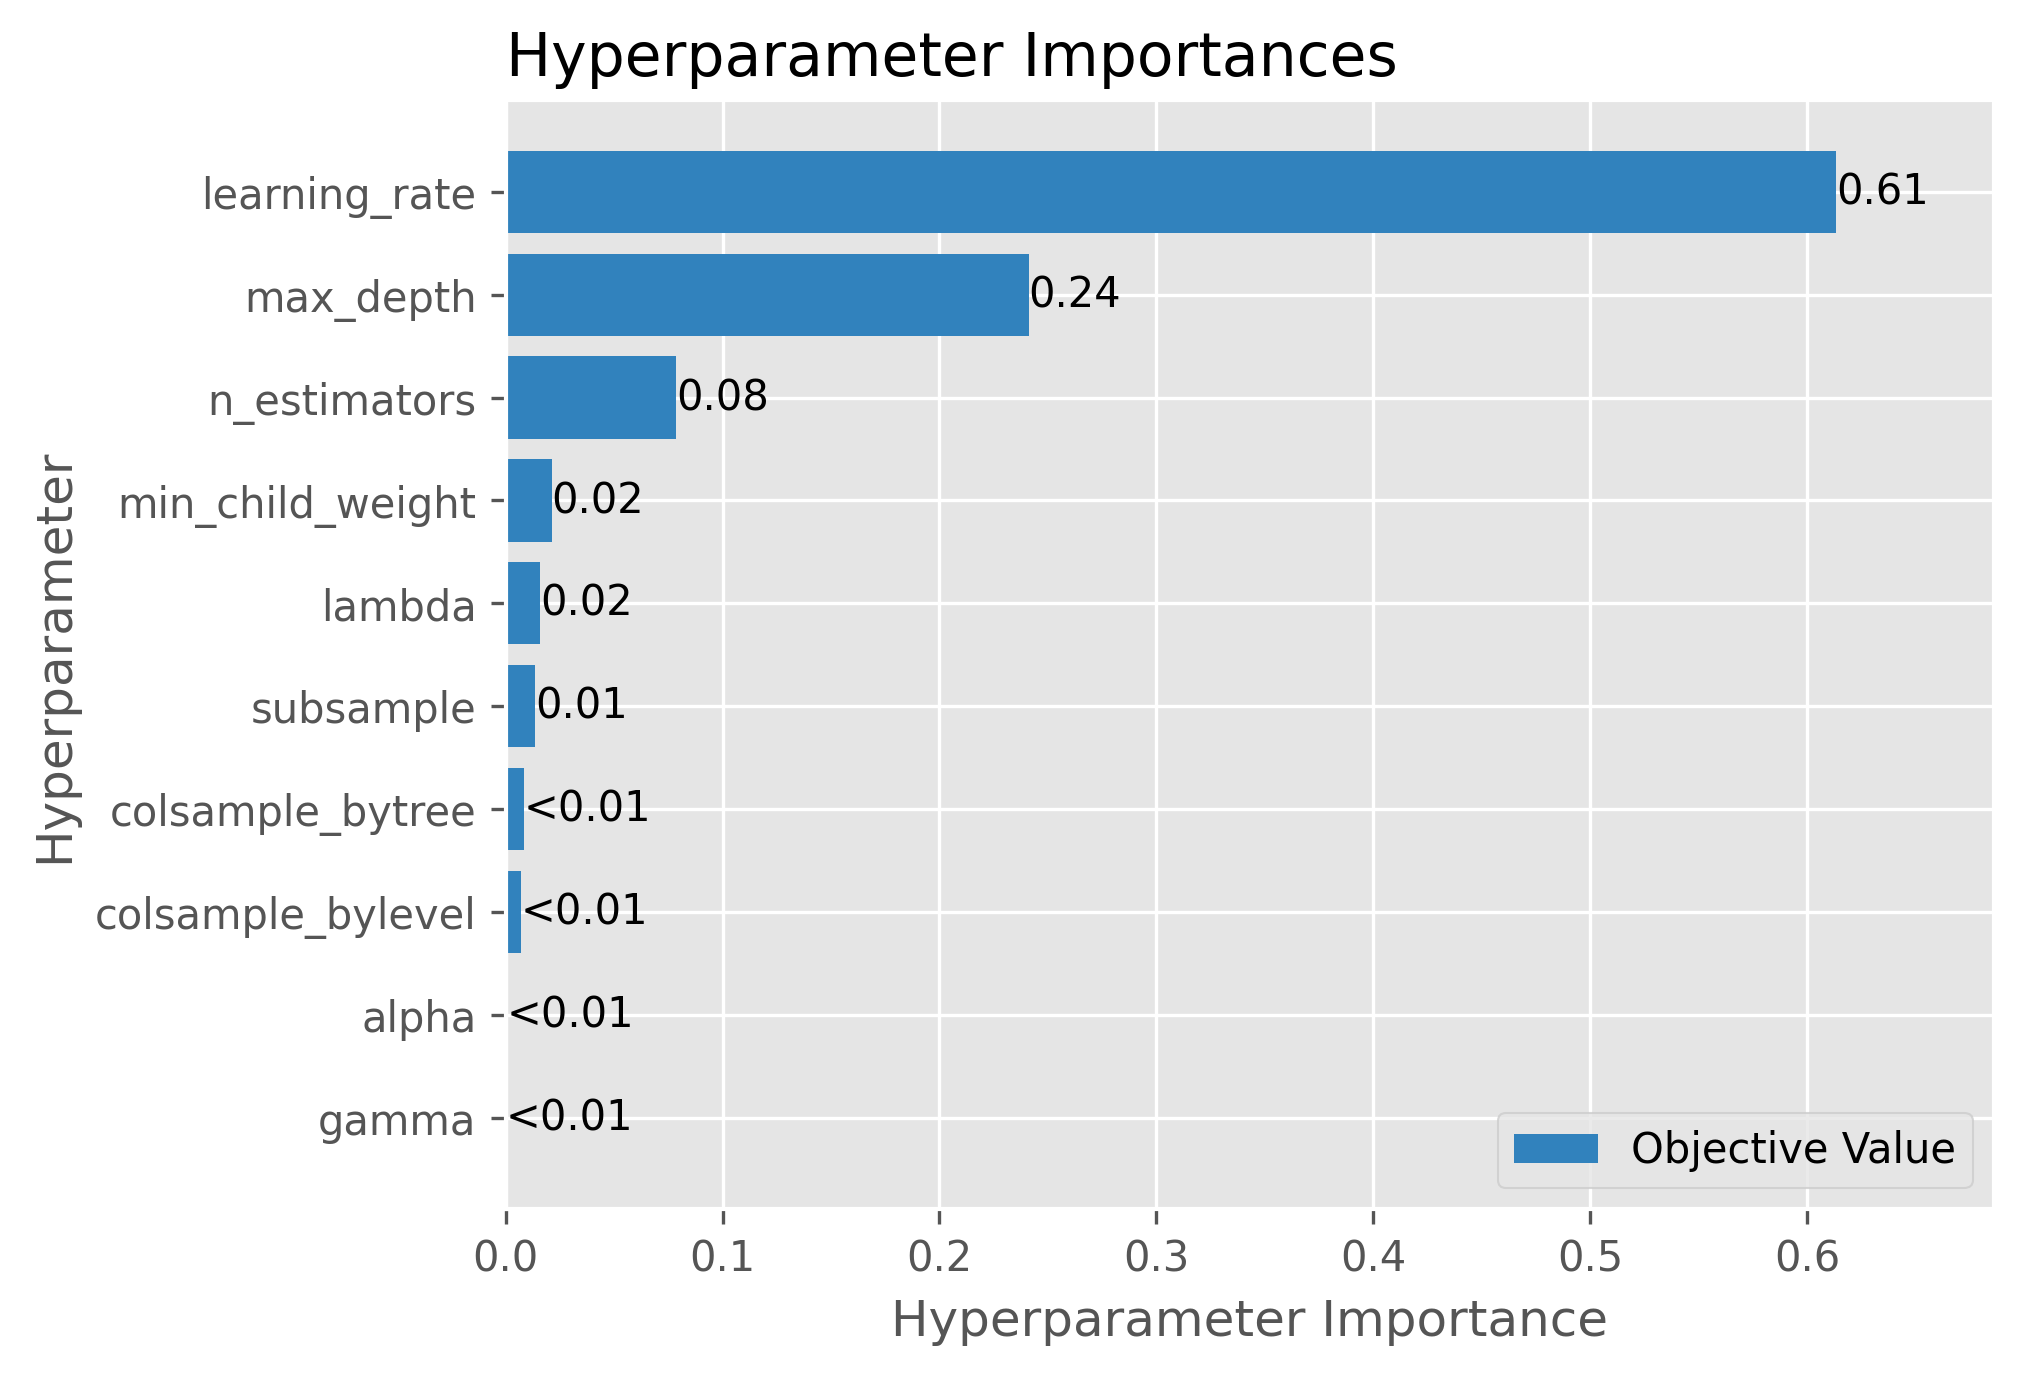 Hyperparameter Importances
Hyperparameter
learning_rate 0.61
max_depth 0.24
n_estimators 0.08
min_child_weight 0.02
lambda 0.02
subsample 0.01
colsample_bytree <0.01
colsample_bylevel <0.01
alpha <0.01
gamma <0.01
Objective Value
0.0 0.1 0.2 0.3 0.4 0.5 0.6
Hyperparameter Importance